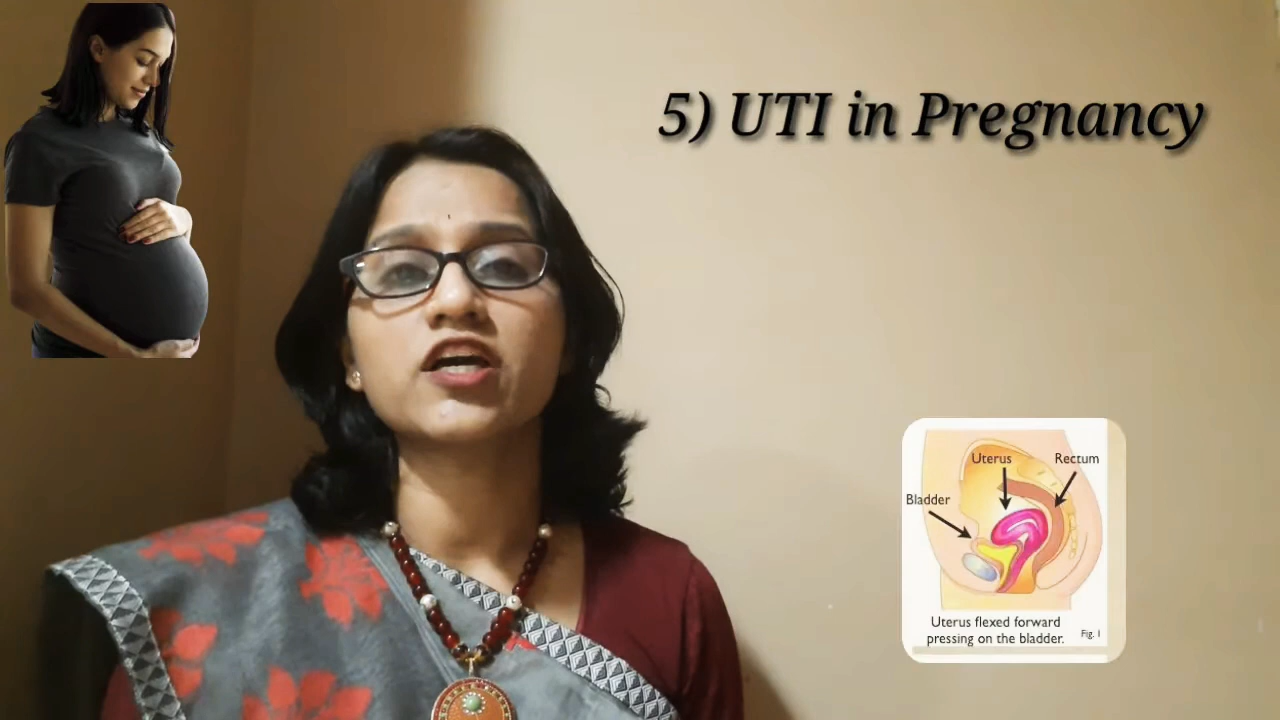 5) UTI in Pregnancy
Uterus
Rectum
Bladder
Uterus flexed forward
pressing on the bladder.
Fig. 1